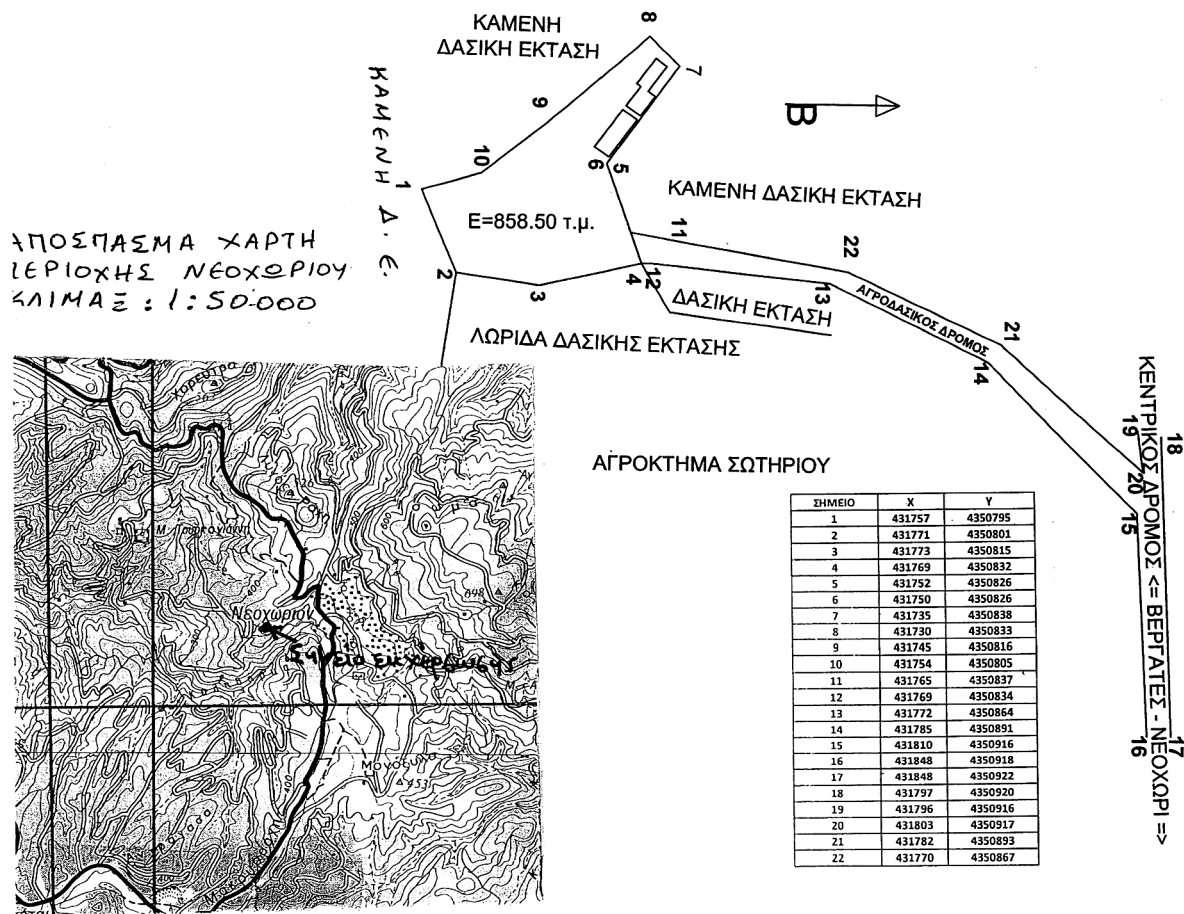 ΚΑΜΕΝΗ
ΔΑΣΙΚΗ ΕΚΤΑΣΗ
8
7
9
10
6
5
1
2
3
4
11
12
22
13
21
14
19
18
20
15
16
17
Β
ΚΑΜΕΝΗ Δ. Ε.
ΚΑΜΕΝΗ ΔΑΣΙΚΗ ΕΚΤΑΣΗ
Ε=858.50 τ.μ.
ΔΑΣΙΚΗ ΕΚΤΑΣΗ
ΑΓΡΟΔΑΣΙΚΟΣ ΔΡΟΜΟΣ
ΛΩΡΙΔΑ ΔΑΣΙΚΗΣ ΕΚΤΑΣΗΣ
ΑΓΡΟΚΤΗΜΑ ΣΩΤΗΡΙΟΥ
ΚΕΝΤΡΙΚΟΣ ΔΡΟΜΟΣ <= ΒΕΡΓΑΤΕΣ - ΝΕΟΧΩΡΙ =>
ΑΠΟΣΠΑΣΜΑ ΧΑΡΤΗ
ΠΕΡΙΟΧΗΣ ΝΕΟΧΩΡΙΟΥ
ΚΛΙΜΑΞ : 1:50.000
Χορευτρα
Νεοχωριον
Μονοδενδ
453
698
400
ΣΗΜΕΙΟ X Y
1 431757 4350795
2 431771 4350801
3 431773 4350815
4 431769 4350832
5 431752 4350826
6 431750 4350826
7 431735 4350838
8 431730 4350833
9 431745 4350816
10 431754 4350805
11 431765 4350837
12 431769 4350834
13 431772 4350864
14 431785 4350891
15 431810 4350916
16 431848 4350918
17 431848 4350922
18 431797 4350920
19 431796 4350916
20 431803 4350917
21 431782 4350893
22 431770 4350867